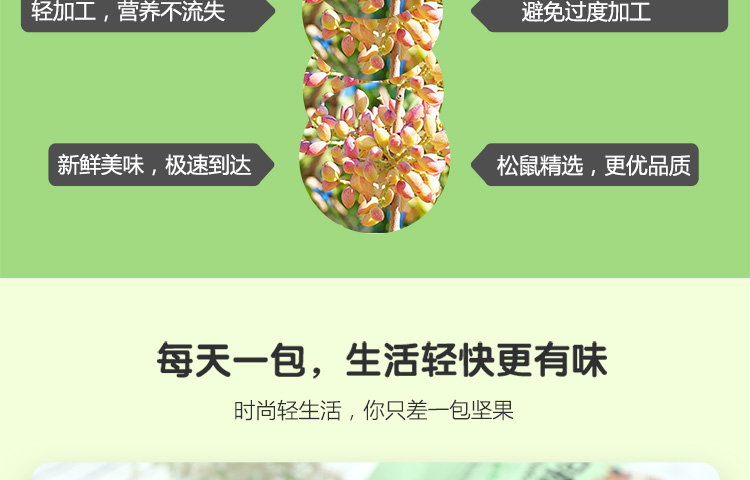 轻加工，营养不流失
避免过度加工
新鲜美味，极速到达
松鼠精选，更优品质
每天一包，生活轻快更有味
时尚轻生活，你只差一包坚果